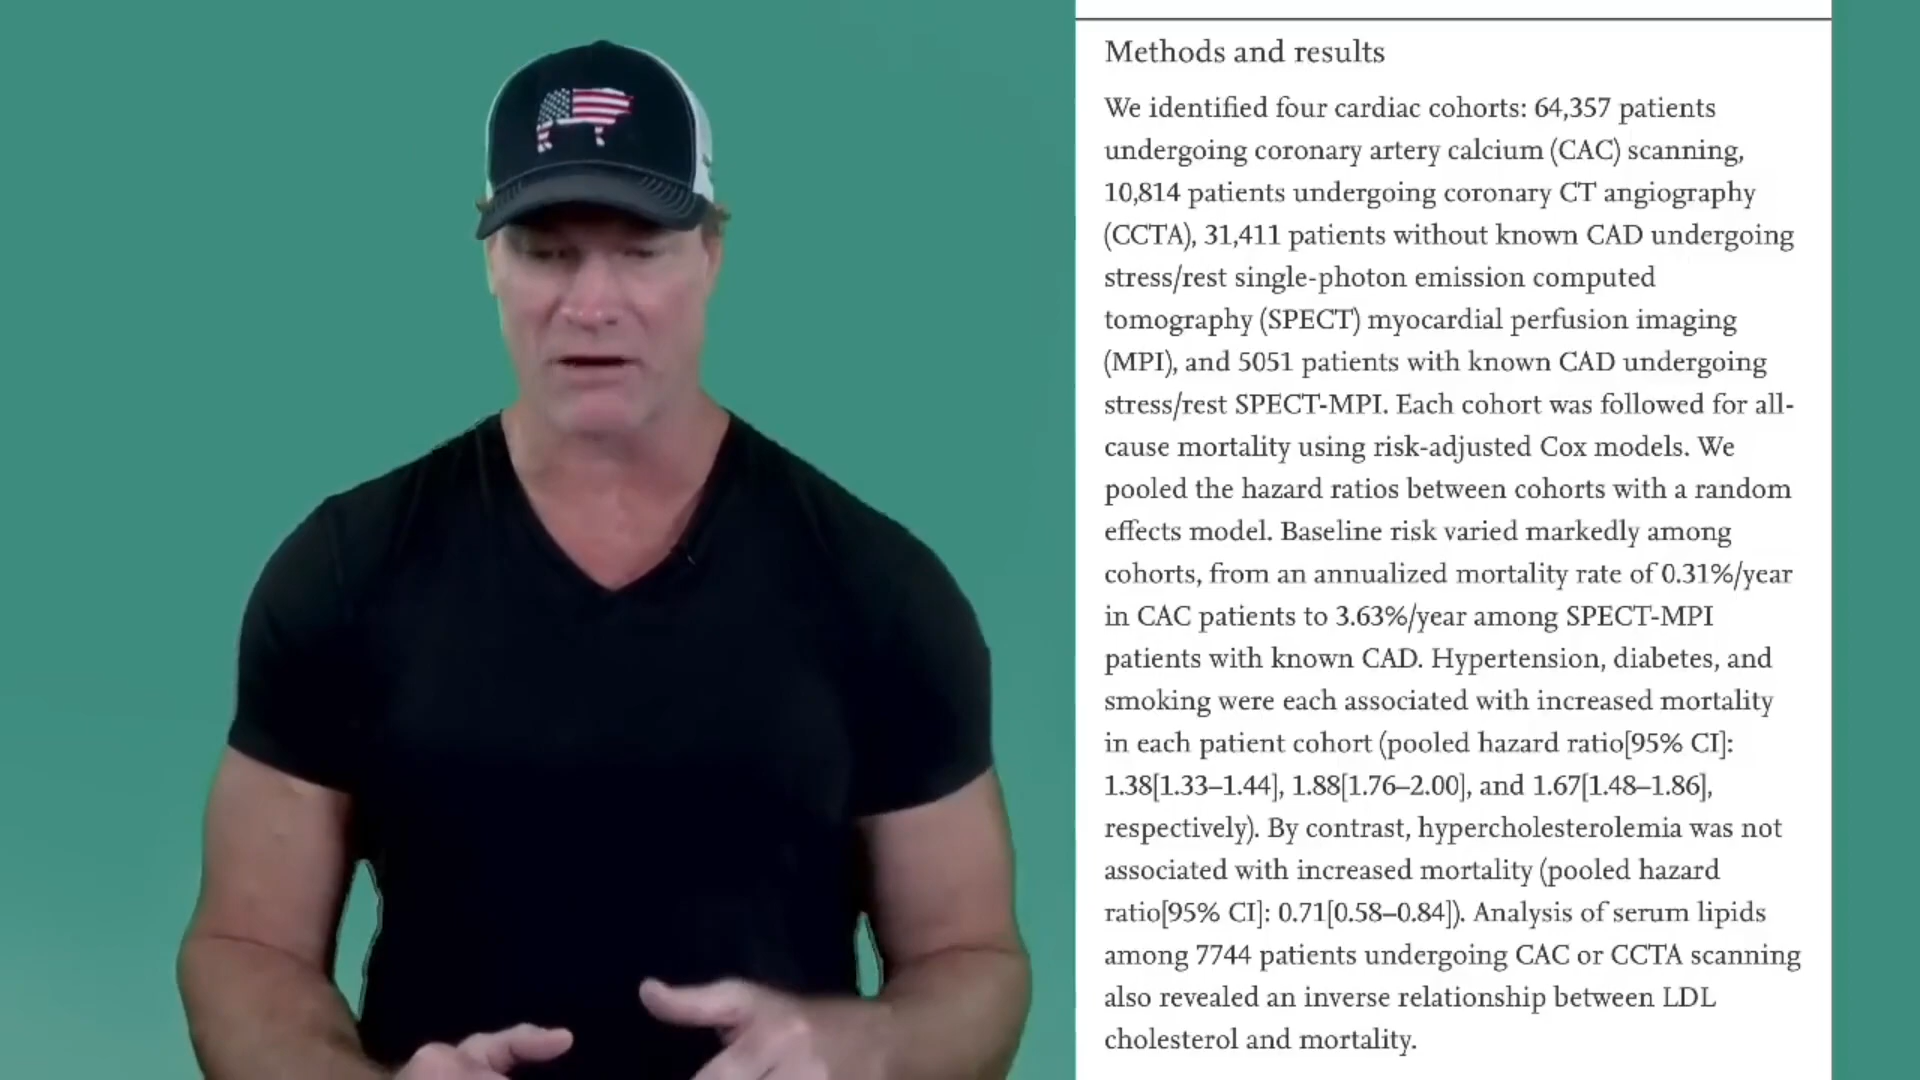 Methods and results
We identified four cardiac cohorts: 64,357 patients
undergoing coronary artery calcium (CAC) scanning,
10,814 patients undergoing coronary CT angiography
(CCTA), 31,411 patients without known CAD undergoing
stress/rest single-photon emission computed
tomography (SPECT) myocardial perfusion imaging
(MPI), and 5051 patients with known CAD undergoing
stress/rest SPECT-MPI. Each cohort was followed for all-
cause mortality using risk-adjusted Cox models. We
pooled the hazard ratios between cohorts with a random
effects model. Baseline risk varied markedly among
cohorts, from an annualized mortality rate of 0.31%/year
in CAC patients to 3.63%/year among SPECT-MPI
patients with known CAD. Hypertension, diabetes, and
smoking were each associated with increased mortality
in each patient cohort (pooled hazard ratio[95% CI]:
1.38[1.33–1.44], 1.88[1.76–2.00], and 1.67[1.48–1.86],
respectively). By contrast, hypercholesterolemia was not
associated with increased mortality (pooled hazard
ratio[95% CI]: 0.71[0.58–0.84]). Analysis of serum lipids
among 7744 patients undergoing CAC or CCTA scanning
also revealed an inverse relationship between LDL
cholesterol and mortality.